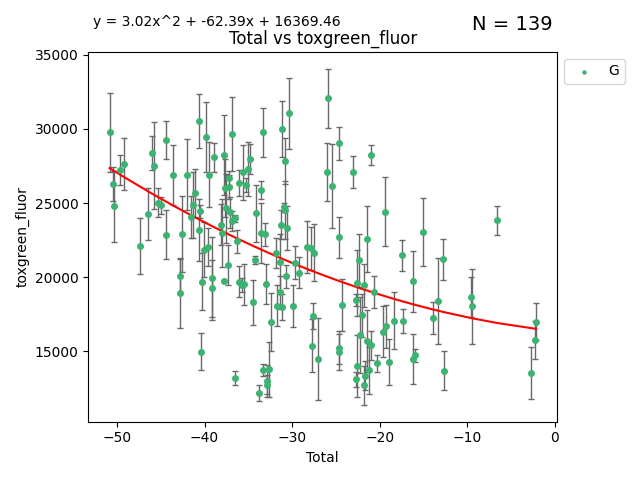 y = 3.02x^2 + -62.39x + 16369.46
N = 139
Total vs toxgreen_fluor
35000
30000
25000
20000
15000
toxgreen_fluor
G
−50
−40
−30
−20
−10
0
Total